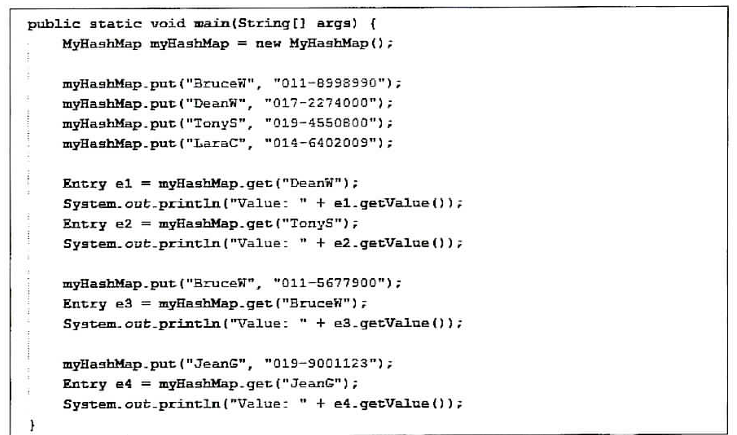 public static void main(String[] args) {
    MyHashMap myHashMap = new MyHashMap();

    myHashMap.put("BruceW", "011-8998990");
    myHashMap.put("DeanW", "017-2274000");
    myHashMap.put("TonyS", "019-4550800");
    myHashMap.put("LaraC", "014-6402009");

    Entry e1 = myHashMap.get("DeanW");
    System.out.println("Value: " + e1.getValue());
    Entry e2 = myHashMap.get("TonyS");
    System.out.println("Value: " + e2.getValue());

    myHashMap.put("BruceW", "011-5677900");
    Entry e3 = myHashMap.get("BruceW");
    System.out.println("Value: " + e3.getValue());

    myHashMap.put("JeanG", "019-9001123");
    Entry e4 = myHashMap.get("JeanG");
    System.out.println("Value: " + e4.getValue());
}